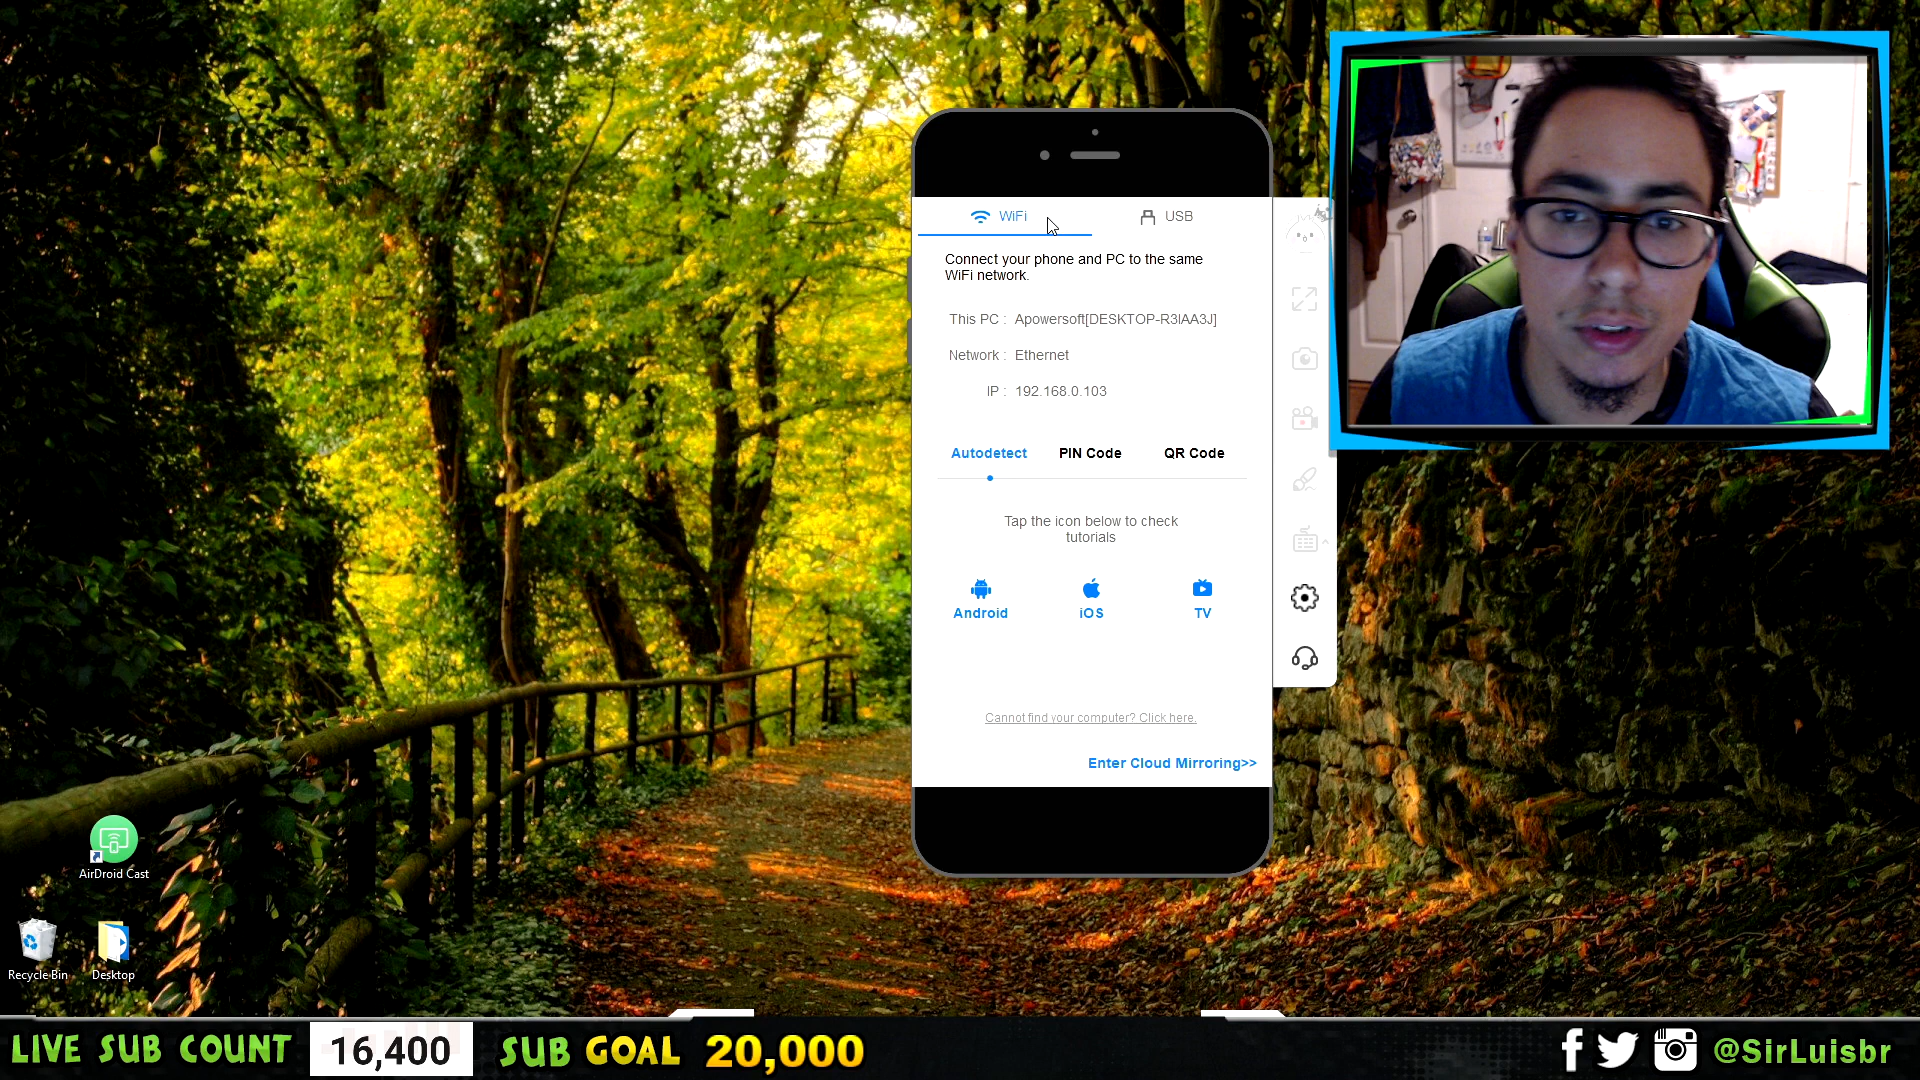 WiFi
USB
Connect your phone and PC to the same
WiFi network.
This PC : Apowersoft[DESKTOP-R3IAA3J]
Network : Ethernet
IP : 192.168.0.103
Autodetect
PIN Code
QR Code
Tap the icon below to check
tutorials
Android
iOS
TV
Cannot find your computer? Click here.
Enter Cloud Mirroring>>
AirDroid Cast
Recycle Bin
Desktop
LIVE SUB COUNT
16,400
SUB GOAL
20,000
@SirLuisbr